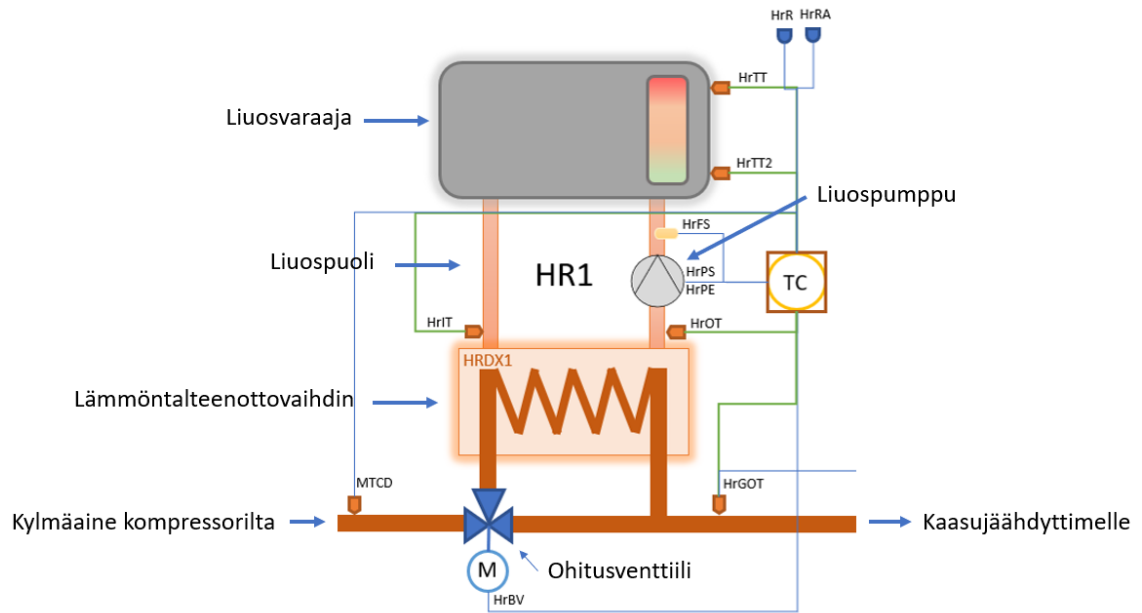 HrR
HrRA
HrTT
Liuosvaraaja
HrTT2
Liuospumppu
HrFS
Liuospuoli
HR1
HrPS
HrPE
TC
HrIT
HrOT
HRDX1
Lämmöntalteenottovaihdin
MTCD
HrGOT
Kylmäaine kompressorilta
Kaasujäähdyttimelle
M
Ohitusventtiili
HrBV